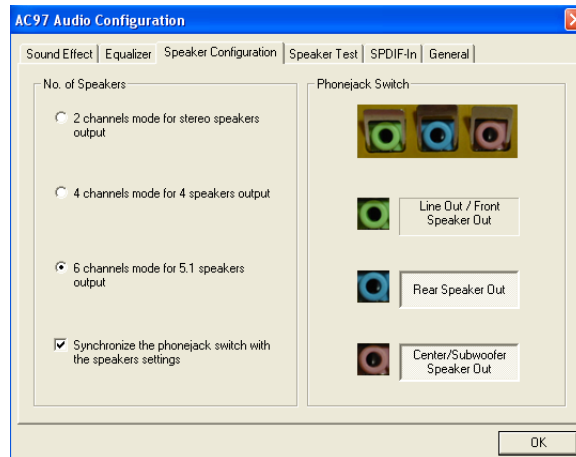 AC97 Audio Configuration
Sound Effect
Equalizer
Speaker Configuration
Speaker Test
SPDIF-In
General
No. of Speakers
2 channels mode for stereo speakers
output
4 channels mode for 4 speakers output
6 channels mode for 5.1 speakers
output
Synchronize the phonejack switch with
the speakers settings
Phonejack Switch
Line Out / Front
Speaker Out
Rear Speaker Out
Center/Subwoofer
Speaker Out
OK